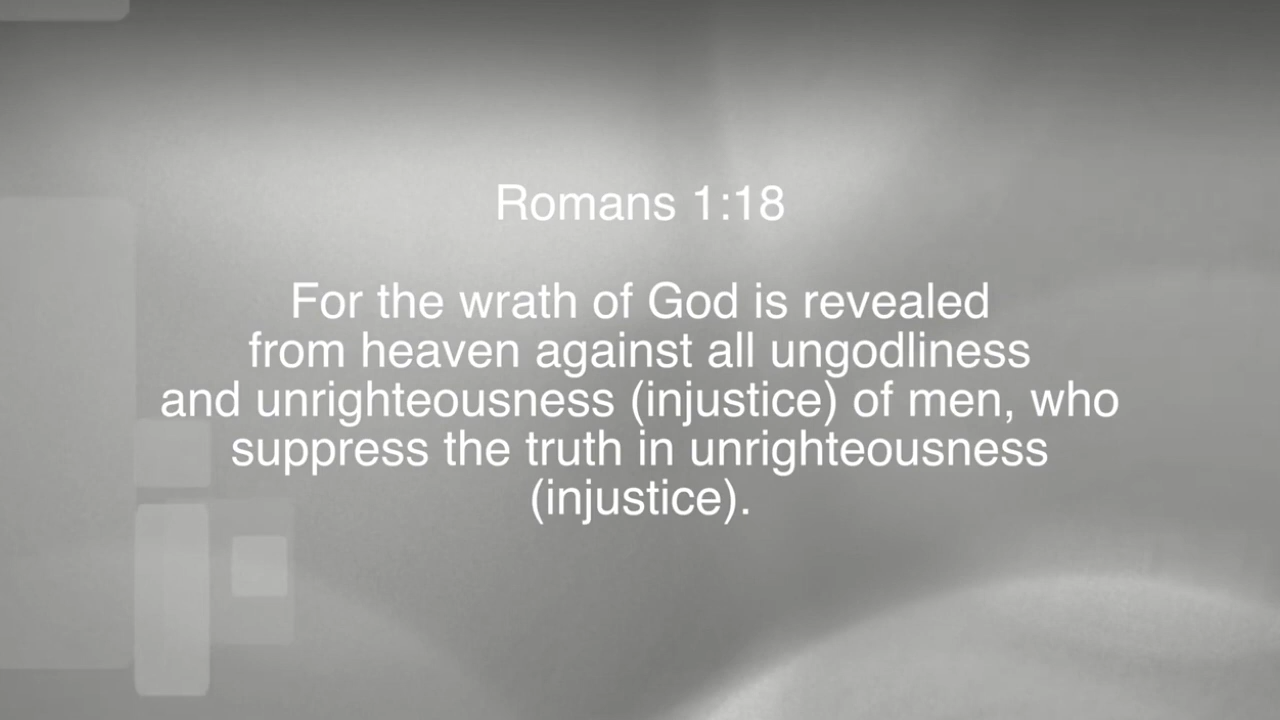 Romans 1:18
For the wrath of God is revealed
from heaven against all ungodliness
and unrighteousness (injustice) of men, who
suppress the truth in unrighteousness
(injustice).